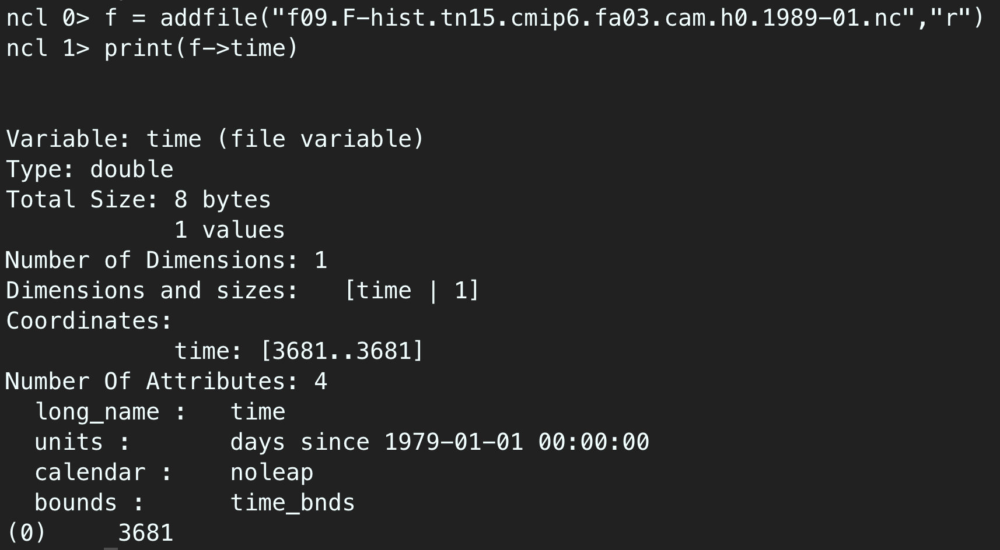 ncl 0> f = addfile("f09.F-hist.tn15.cmip6.fa03.cam.h0.1989-01.nc","r")
ncl 1> print(f->time)
Variable: time (file variable)
Type: double
Total Size: 8 bytes
            1 values
Number of Dimensions: 1
Dimensions and sizes:   [time | 1]
Coordinates:
            time: [3681..3681]
Number Of Attributes: 4
  long_name :   time
  units :       days since 1979-01-01 00:00:00
  calendar :    noleap
  bounds :      time_bnds
(0)     3681